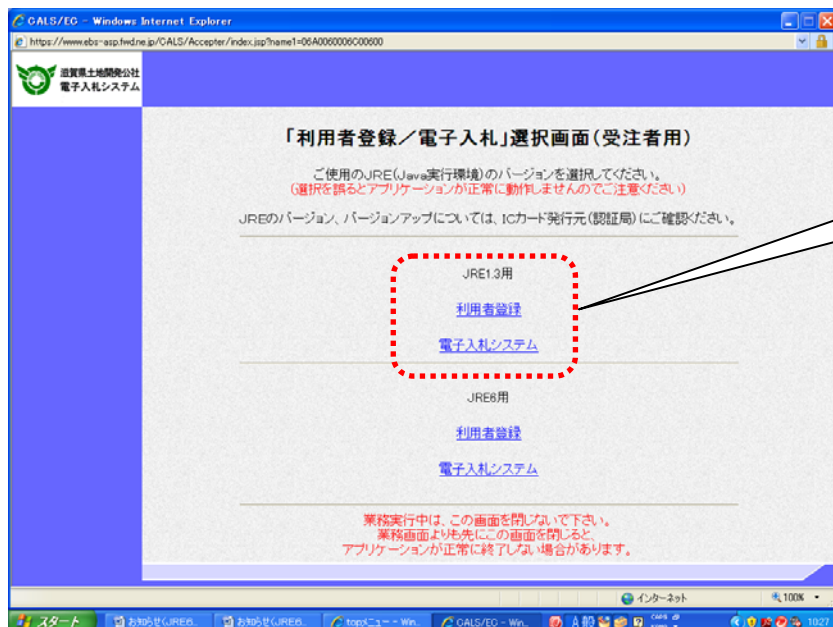 CALS/EC - Windows Internet Explorer
https://www.ebs-asp.fwd.ne.jp/CALS/Accepter/index.jsp?name1=06A0060006C00600
滋賀県土地開発公社
電子入札システム
「利用者登録／電子入札」選択画面(受注者用)
ご使用のJRE(Java実行環境)のバージョンを選択してください。
(選択を誤るとアプリケーションが正常に動作しませんのでご注意ください)
JREのバージョン、バージョンアップについては、ICカード発行元(認証局)にご確認ください。
JRE1.3用
利用者登録
電子入札システム
JRE6用
利用者登録
電子入札システム
業務実行中は、この画面を閉じないで下さい。
業務画面よりも先にこの画面を閉じると、
アプリケーションが正常に終了しない場合があります。
インターネット
100%
スタート
お知らせ(JRE6...
お知らせ(JRE6...
topメニュー - Win...
CALS/EC - Win...
A 般
CAPS
10:27